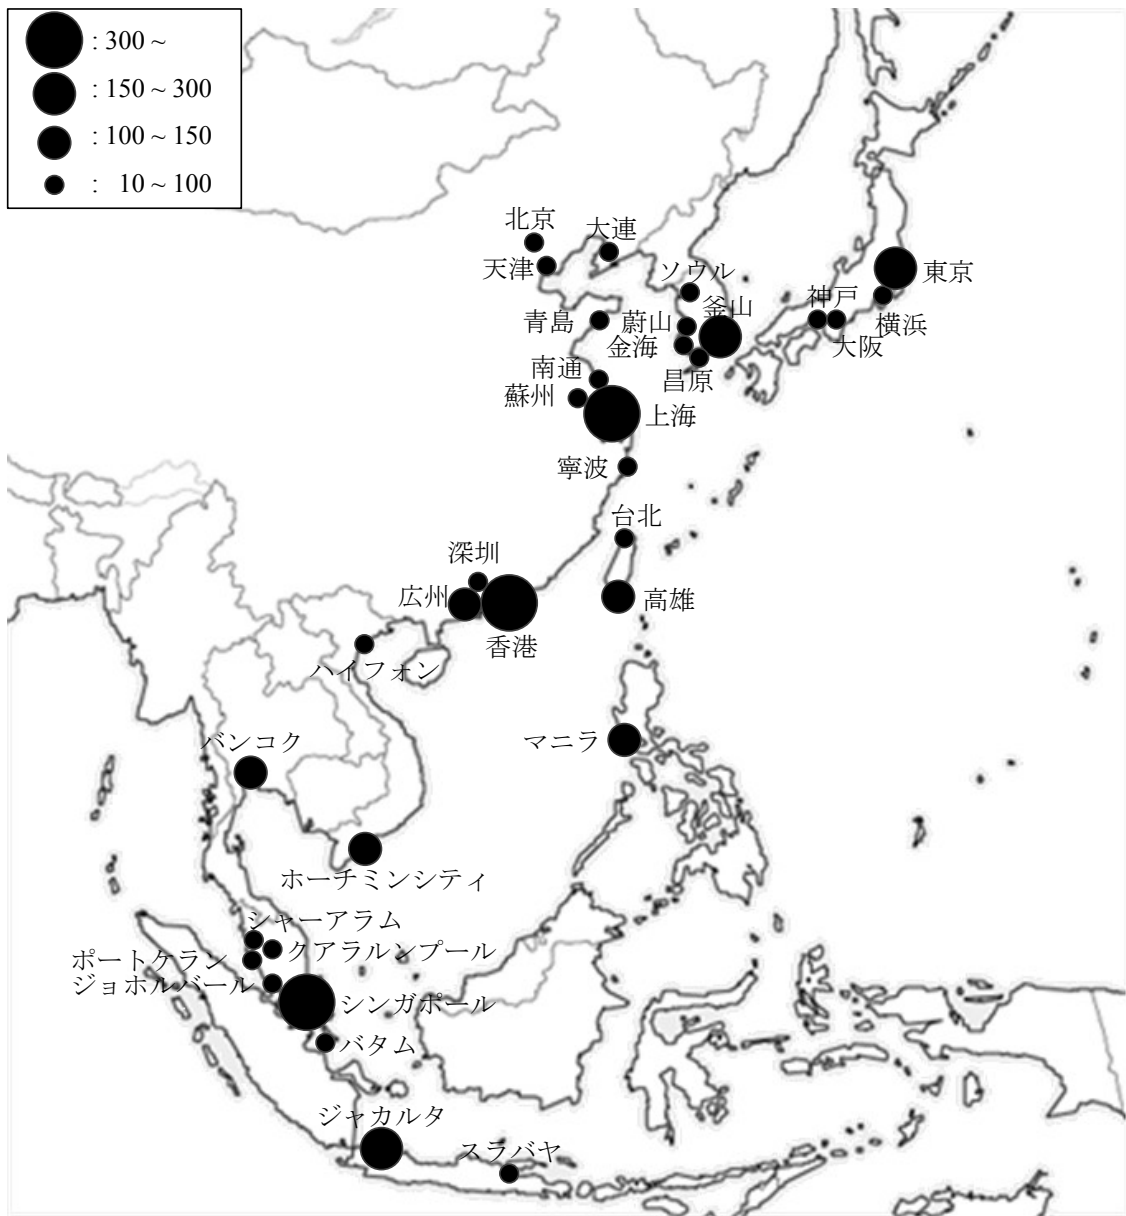 : 300 ~
: 150 ~ 300
: 100 ~ 150
: 10 ~ 100
北京
大連
天津
ソウル
東京
釜山
神戸
青島
蔚山
横浜
金海
大阪
南通
昌原
蘇州
上海
寧波
台北
深圳
広州
高雄
香港
ハイフォン
バンコク
マニラ
ホーチミンシティ
シャーアラム
クアラルンプール
ポートケラン
ジョホルバール
シンガポール
バタム
ジャカルタ
スラバヤ